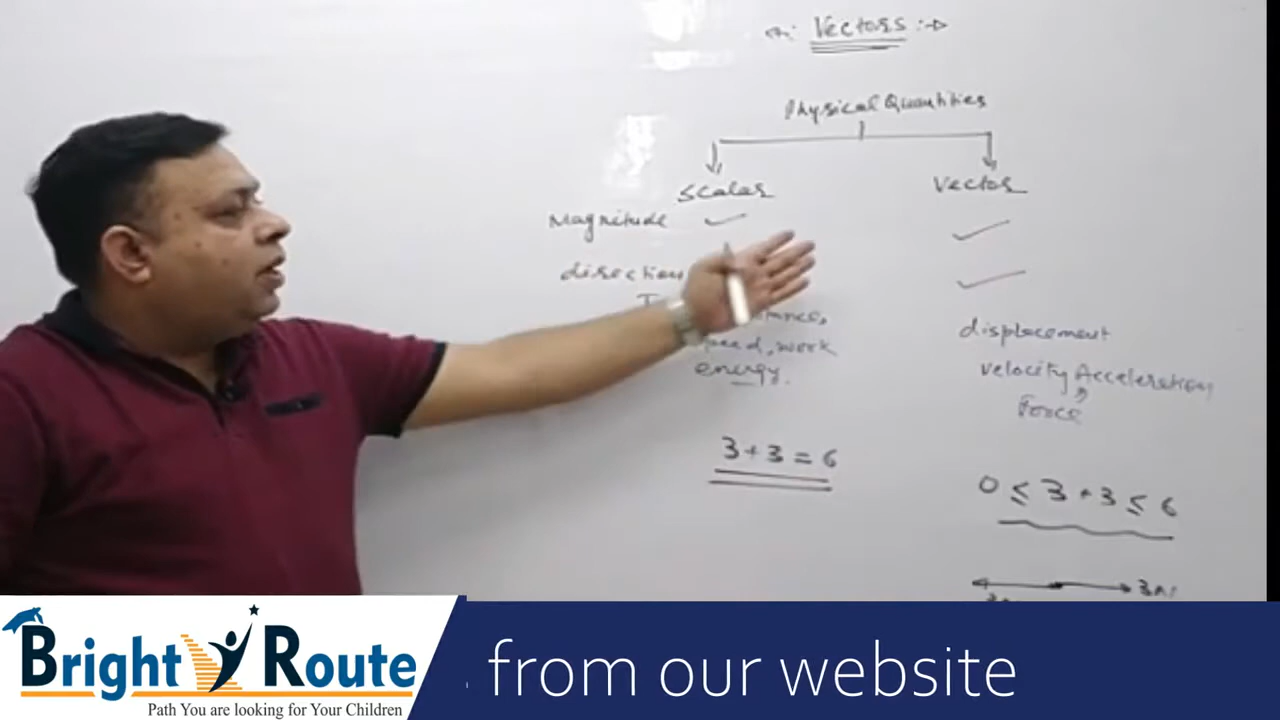 Vectors
Physical Quantities
Scalar Vector
Magnitude
direction
displacement
speed, work
velocity Acceleration
energy.
Force
3+3=6
0 ≤ 3+3 ≤ 6
Bright Route
Path You are looking for Your Children
from our website